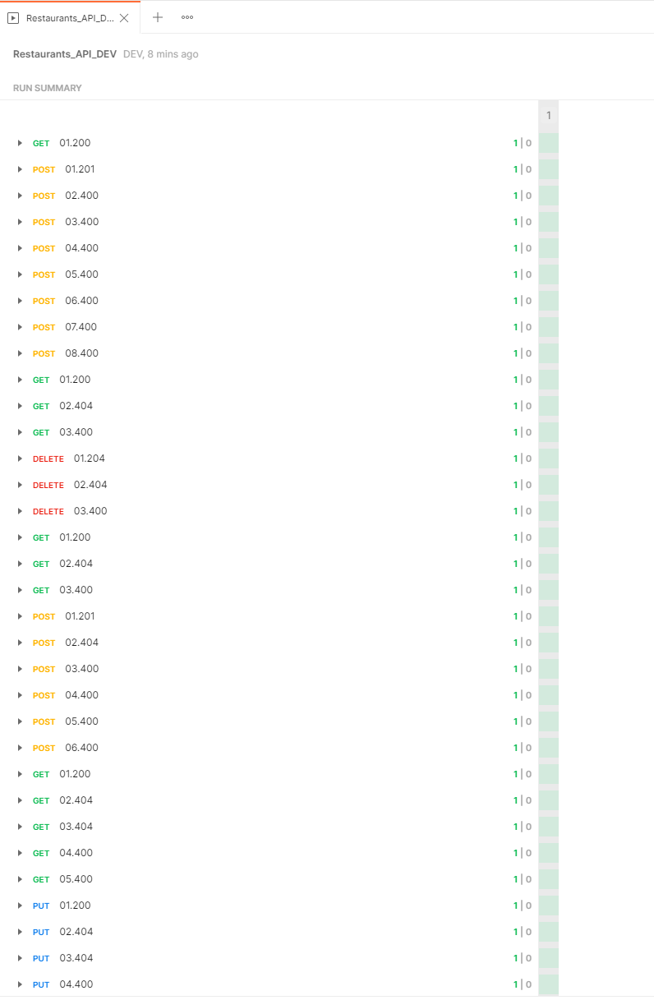 Restaurants_API_D...
Restaurants_API_DEV DEV, 8 mins ago
RUN SUMMARY
1
GET 01.200 1 | 0
POST 01.201 1 | 0
POST 02.400 1 | 0
POST 03.400 1 | 0
POST 04.400 1 | 0
POST 05.400 1 | 0
POST 06.400 1 | 0
POST 07.400 1 | 0
POST 08.400 1 | 0
GET 01.200 1 | 0
GET 02.404 1 | 0
GET 03.400 1 | 0
DELETE 01.204 1 | 0
DELETE 02.404 1 | 0
DELETE 03.400 1 | 0
GET 01.200 1 | 0
GET 02.404 1 | 0
GET 03.400 1 | 0
POST 01.201 1 | 0
POST 02.404 1 | 0
POST 03.400 1 | 0
POST 04.400 1 | 0
POST 05.400 1 | 0
POST 06.400 1 | 0
GET 01.200 1 | 0
GET 02.404 1 | 0
GET 03.404 1 | 0
GET 04.400 1 | 0
GET 05.400 1 | 0
PUT 01.200 1 | 0
PUT 02.404 1 | 0
PUT 03.404 1 | 0
PUT 04.400 1 | 0